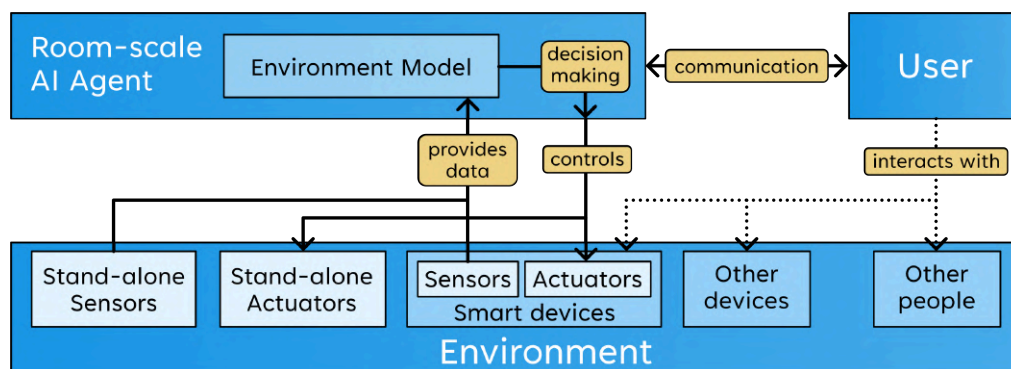 Room-scale
AI Agent
Environment Model
decision
making
communication
User
provides
data
controls
interacts with
Stand-alone
Sensors
Stand-alone
Actuators
Sensors
Actuators
Smart devices
Other
devices
Other
people
Environment